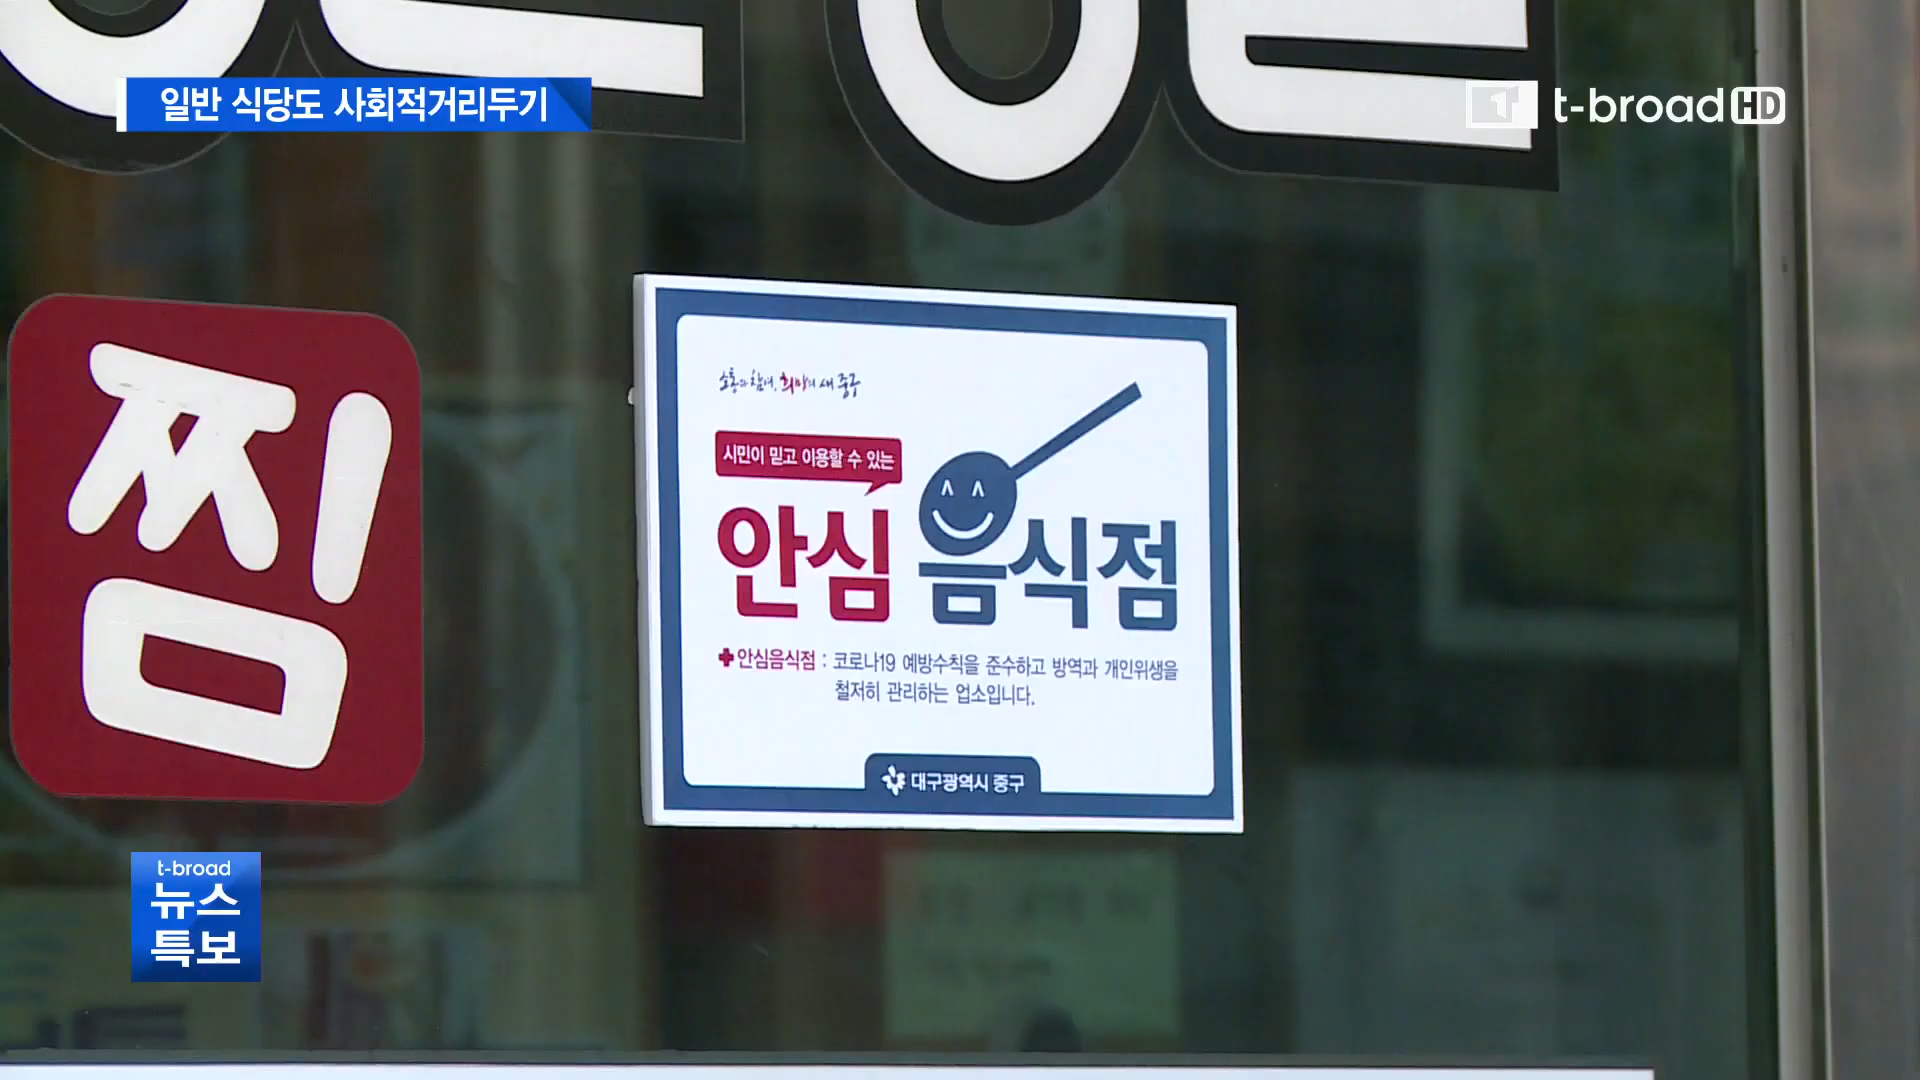 일반 식당도 사회적거리두기
t-broad HD
찜
소통과 참여, 희망의 새 중구
시민이 믿고 이용할 수 있는
안심 음식점
안심음식점 : 코로나19 예방수칙을 준수하고 방역과 개인위생을
철저히 관리하는 업소입니다.
대구광역시 중구
t-broad
뉴스
특보